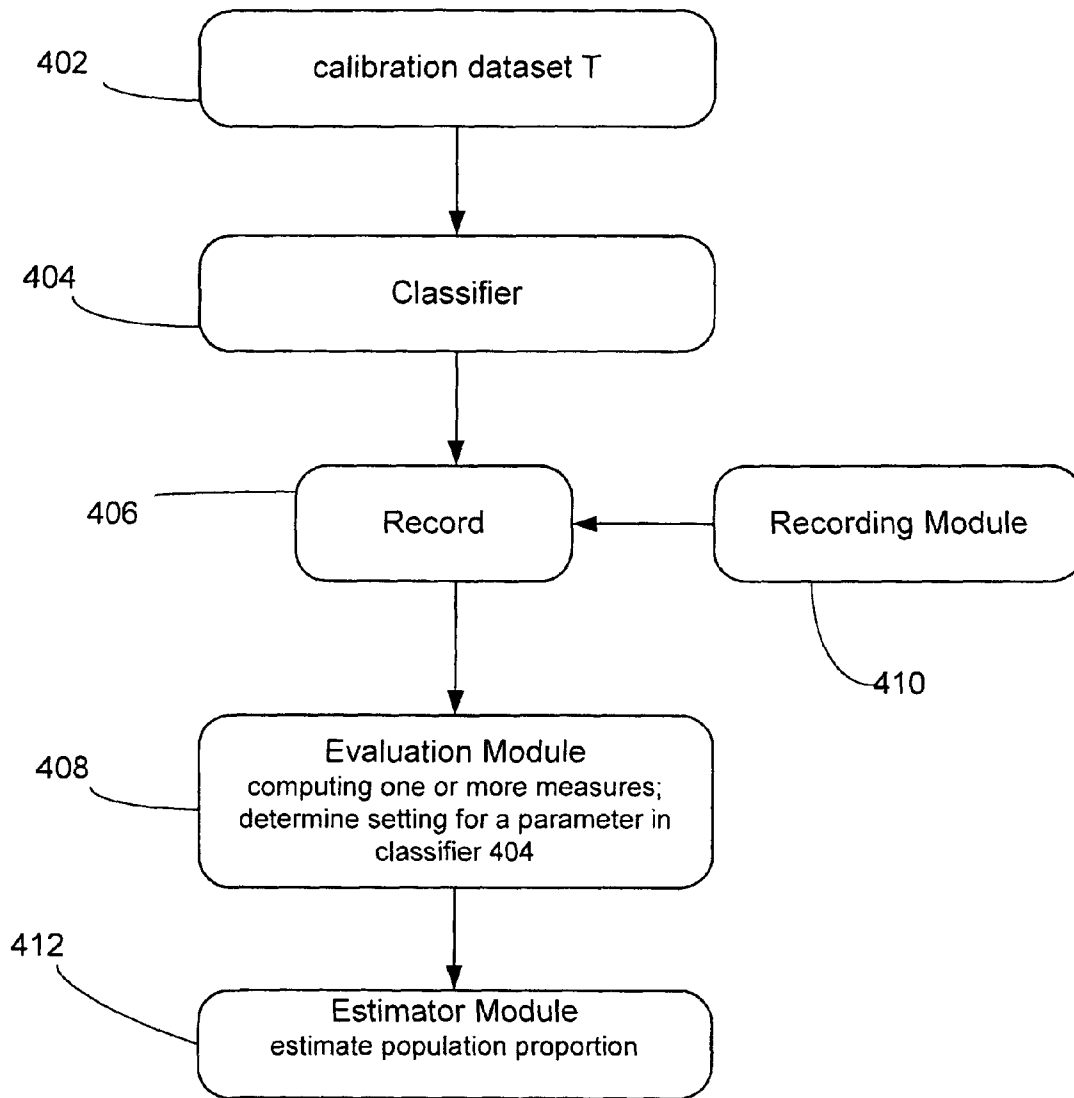 402
calibration dataset T
404
Classifier
406
Record
Recording Module
410
408
Evaluation Module
computing one or more measures;
determine setting for a parameter in
classifier 404
412
Estimator Module
estimate population proportion